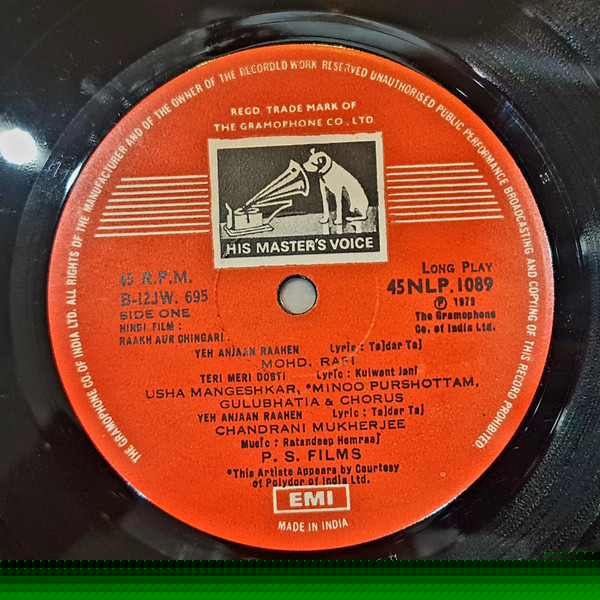 THE GRAMOPHONE CO OF INDIA LTD. ALL RIGHTS OF THE MANUFACTURER AND OF THE OWNER OF THE RECORDED WORK RESERVED UNAUTHORISED PUBLIC PERFORMANCE BROADCASTING AND COPYING OF THIS RECORD PROHIBITED.
REGD. TRADE MARK OF
THE GRAMOPHONE CO., LTD.
HIS MASTER'S VOICE
45 R.P.M.
B-12JW. 695
SIDE ONE
HINDI FILM :
RAAKH AUR CHINGARI.
LONG PLAY
45NLP.1089
Ⓟ 1978
The Gramophone
Co. of India Ltd.
YEH ANJAAN RAAHEN Lyric : Tajdar Taj
MOHD. RAFI
TERI MERI DOSTI Lyric : Kulwant Jani
USHA MANGESHKAR, *MINOO PURSHOTTAM,
GULUBHATIA & CHORUS
YEH ANJAAN RAAHEN Lyric : Tajdar Taj
CHANDRANI MUKHERJEE
Music : Ratandeep Hemraaj
P. S. FILMS
*This Artiste Appears by Courtesy
of Polydor of India Ltd.
EMI
MADE IN INDIA